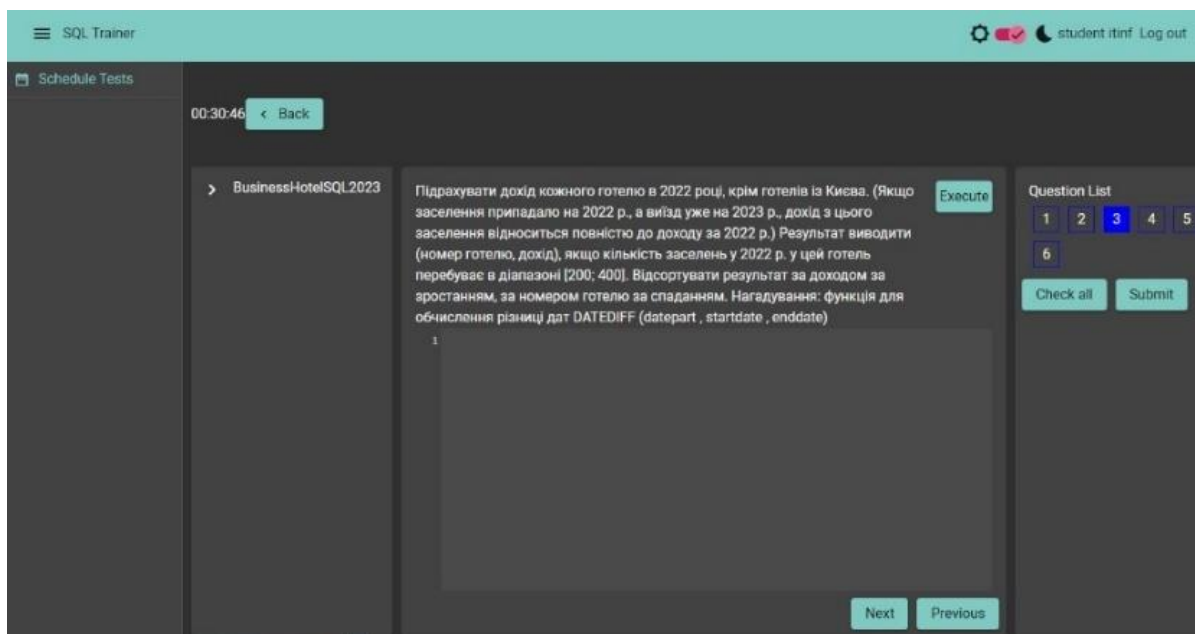 SQL Trainer
student itinf Log out
Schedule Tests
00:30:46
Back
BusinessHotelSQL2023
Підрахувати дохід кожного готелю в 2022 році, крім готелів із Києва. (Якщо
заселення припадало на 2022 р., а виїзд уже на 2023 р., дохід з цього
заселення відноситься повністю до доходу за 2022 р.) Результат виводити
(номер готелю, дохід), якщо кількість заселень у 2022 р. у цей готель
перебуває в діапазоні [200; 400]. Відсортувати результат за доходом за
зростанням, за номером готелю за спаданням. Нагадування: функція для
обчислення різниці дат DATEDIFF (datepart , startdate , enddate)
Execute
1
Next
Previous
Question List
1 2 3 4 5
6
Check all
Submit